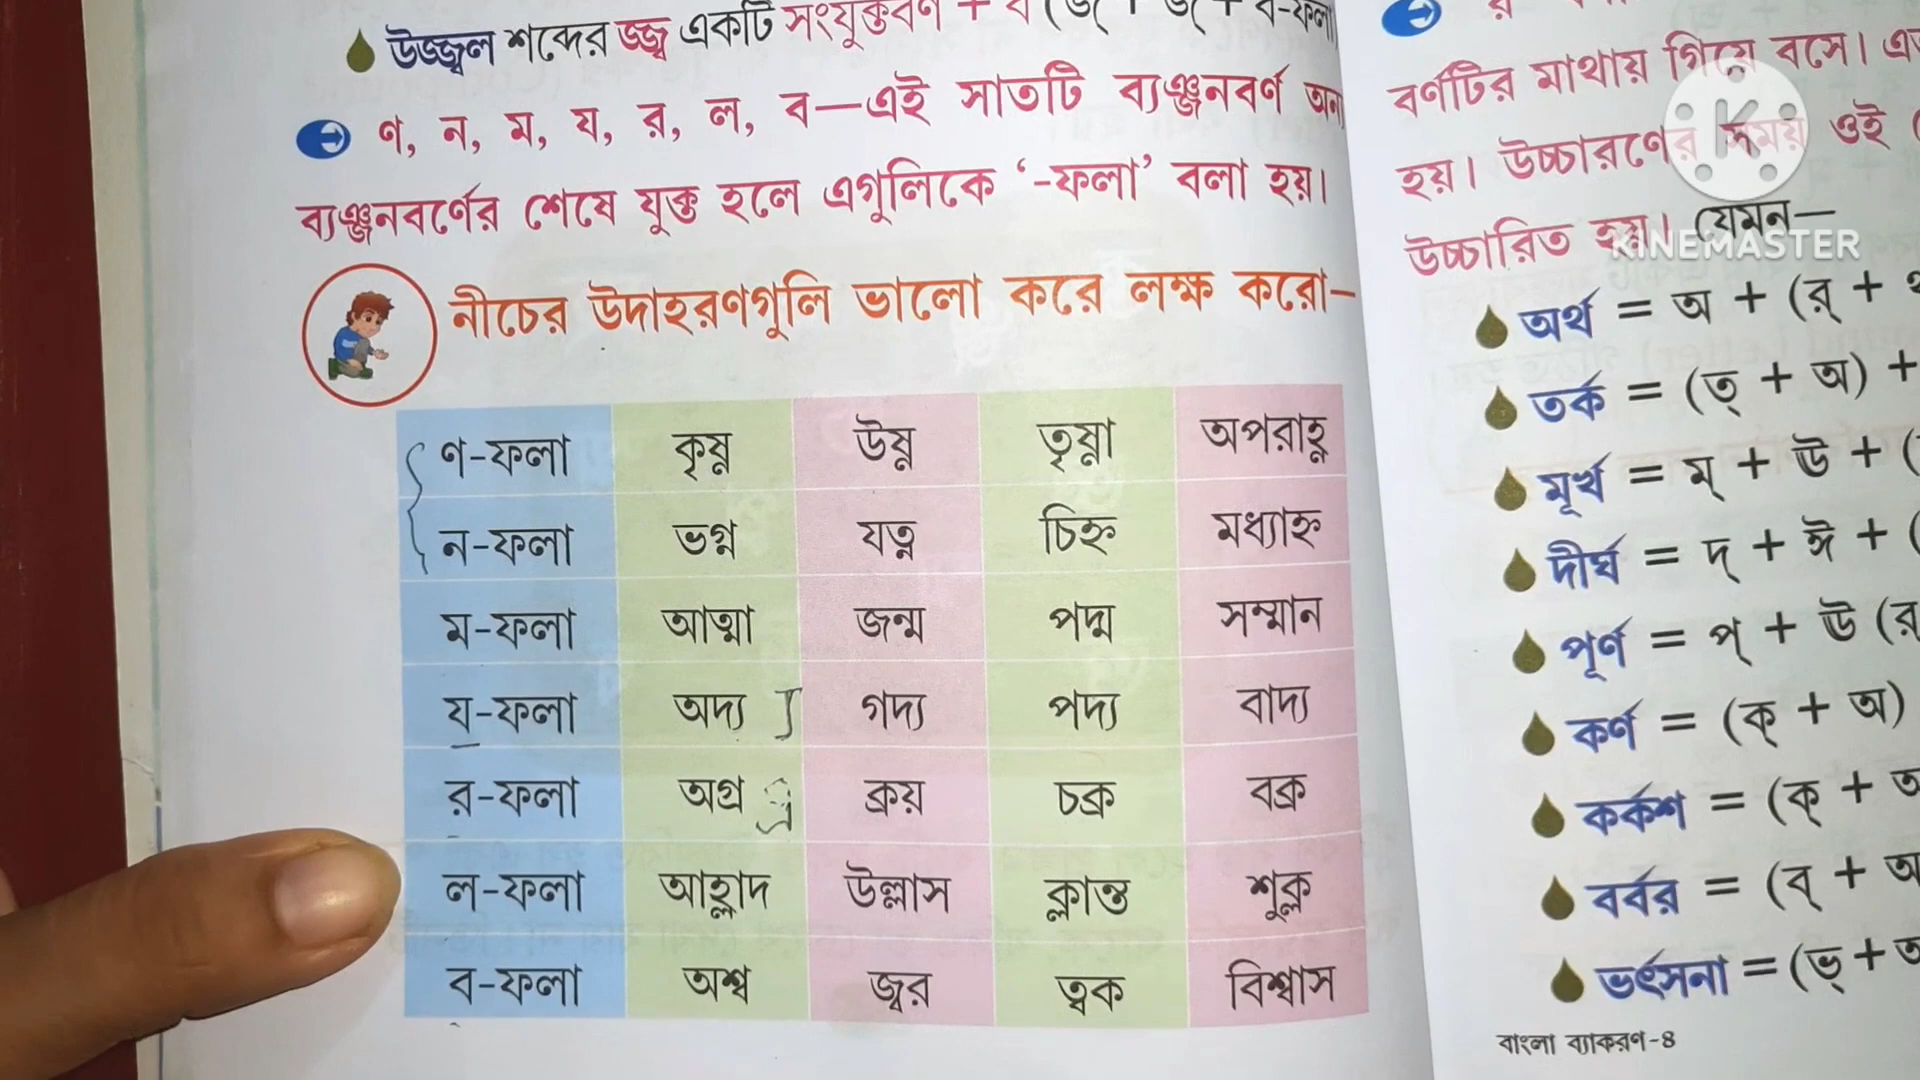 উজ্জ্বল শব্দের জ্জ্ব একটি সংযুক্তবর্ণ + ব (জ্ + জ্ + ব-ফলা)
ণ, ন, ম, য, র, ল, ব—এই সাতটি ব্যঞ্জনবর্ণ অন্য
ব্যঞ্জনবর্ণের শেষে যুক্ত হলে এগুলিকে ‘-ফলা’ বলা হয়।
নীচের উদাহরণগুলি ভালো করে লক্ষ করো—
ণ-ফলা কৃষ্ণ উষ্ণ তৃষ্ণা অপরাহ্ণ
ন-ফলা ভগ্ন যত্ন চিহ্ন মধ্যাহ্ন
ম-ফলা আত্মা জন্ম পদ্ম সম্মান
য-ফলা অদ্য গদ্য পদ্য বাদ্য
র-ফলা অগ্র ক্রয় চক্র বক্র
ল-ফলা আহ্লাদ উল্লাস ক্লান্ত শুক্ল
ব-ফলা অশ্ব জ্বর ত্বক বিশ্বাস
বর্ণটির মাথায় গিয়ে বসে।
হয়। উচ্চারণের সময় ওই
উচ্চারিত হয়। যেমন—
KINEMASTER
অর্থ = অ + (র্ +
তর্ক = (ত্ + অ) +
মূর্খ = ম্ + ঊ + (
দীর্ঘ = দ্ + ঈ + (
পূর্ণ = প্ + ঊ (র্
কর্ণ = (ক্ + অ)
কর্কশ = (ক্ + অ
বর্বর = (ব্ + অ
ভর্ৎসনা = (ভ্ + অ
বাংলা ব্যাকরণ-৪